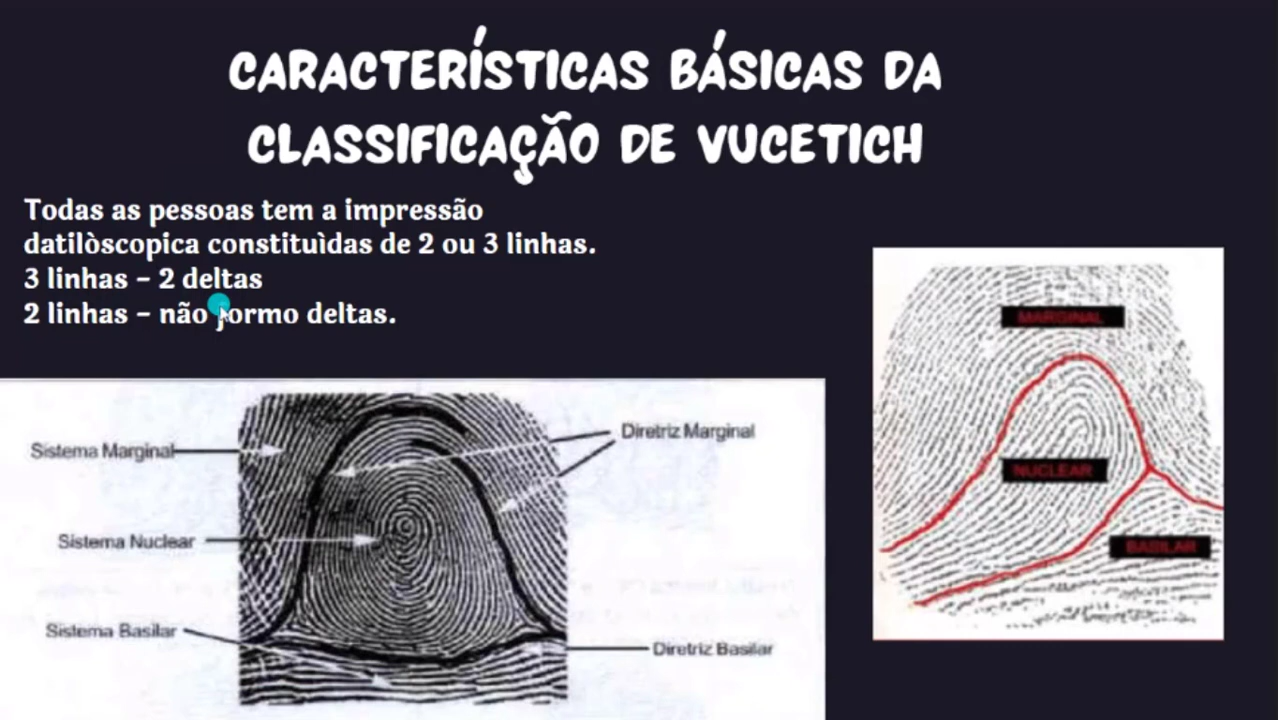 CARACTERÍSTICAS BÁSICAS DA
CLASSIFICAÇÃO DE VUCETICH
Todas as pessoas tem a impressão
datilòscopica constituìdas de 2 ou 3 linhas.
3 linhas – 2 deltas
2 linhas – não formo deltas.
MARGINAL
NUCLEAR
BASILAR
Sistema Marginal
Diretriz Marginal
Sistema Nuclear
Sistema Basilar
Diretriz Basilar